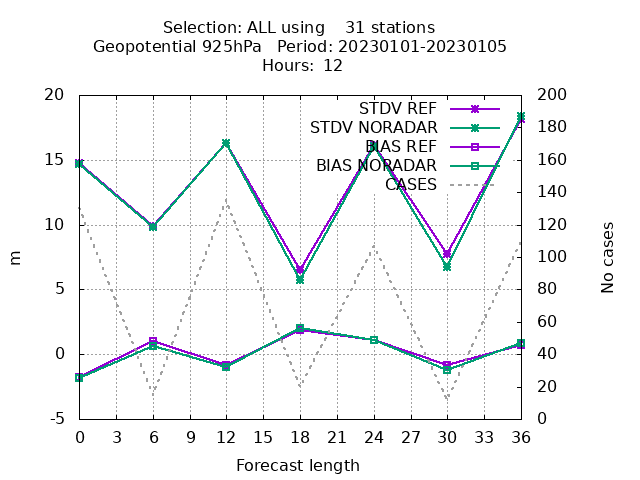 Selection: ALL using    31 stations
Geopotential 925hPa   Period: 20230101-20230105
Hours: 12
STDV REF
STDV NORADAR
BIAS REF
BIAS NORADAR
CASES
20
15
10
5
0
-5
m
200
180
160
140
120
100
80
60
40
20
0
No cases
0 3 6 9 12 15 18 21 24 27 30 33 36
Forecast length